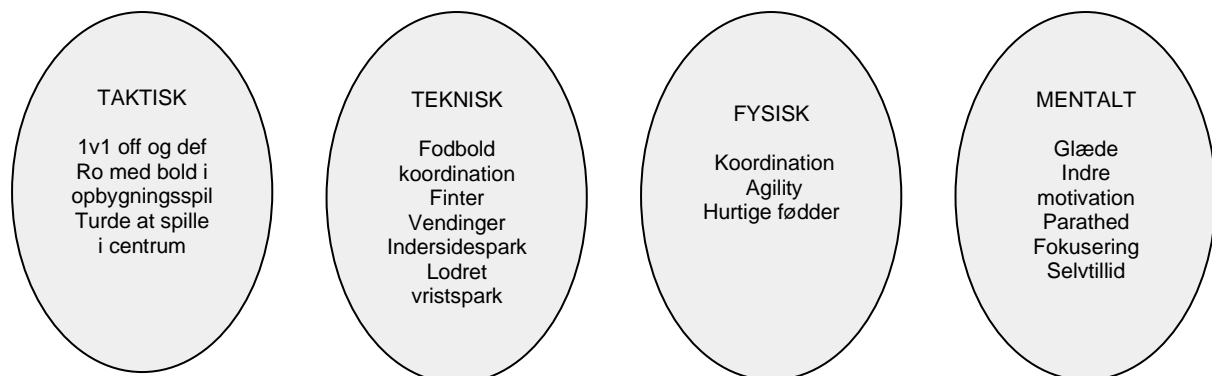 TAKTISK
1v1 off og def
Ro med bold i
opbygningsspil
Turde at spille
i centrum
TEKNISK
Fodbold
koordination
Finter
Vendinger
Indersidespark
Lodret
vristspark
FYSISK
Koordination
Agility
Hurtige fødder
MENTALT
Glæde
Indre
motivation
Parathed
Fokusering
Selvtillid